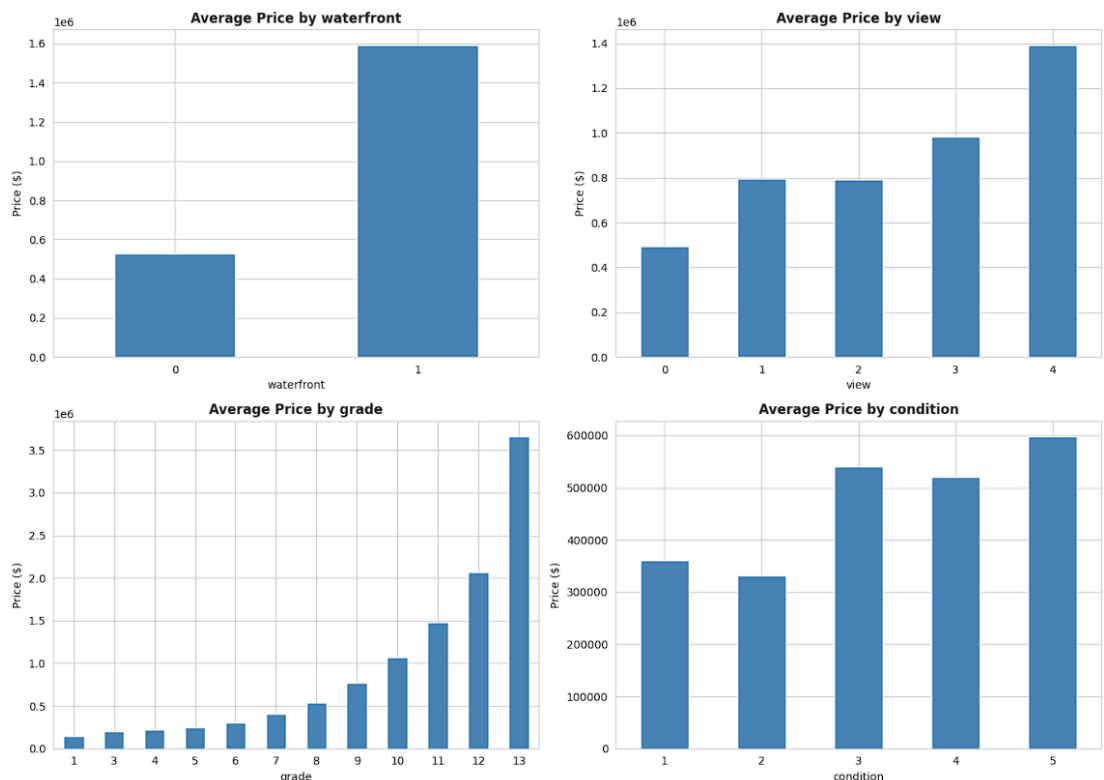 Average Price by waterfront
1e6
Price ($)
1.6
1.4
1.2
1.0
0.8
0.6
0.4
0.2
0.0
0 1
waterfront
Average Price by view
1e6
Price ($)
1.4
1.2
1.0
0.8
0.6
0.4
0.2
0.0
0 1 2 3 4
view
Average Price by grade
1e6
Price ($)
3.5
3.0
2.5
2.0
1.5
1.0
0.5
0.0
1 3 4 5 6 7 8 9 10 11 12 13
grade
Average Price by condition
Price ($)
600000
500000
400000
300000
200000
100000
0
1 2 3 4 5
condition